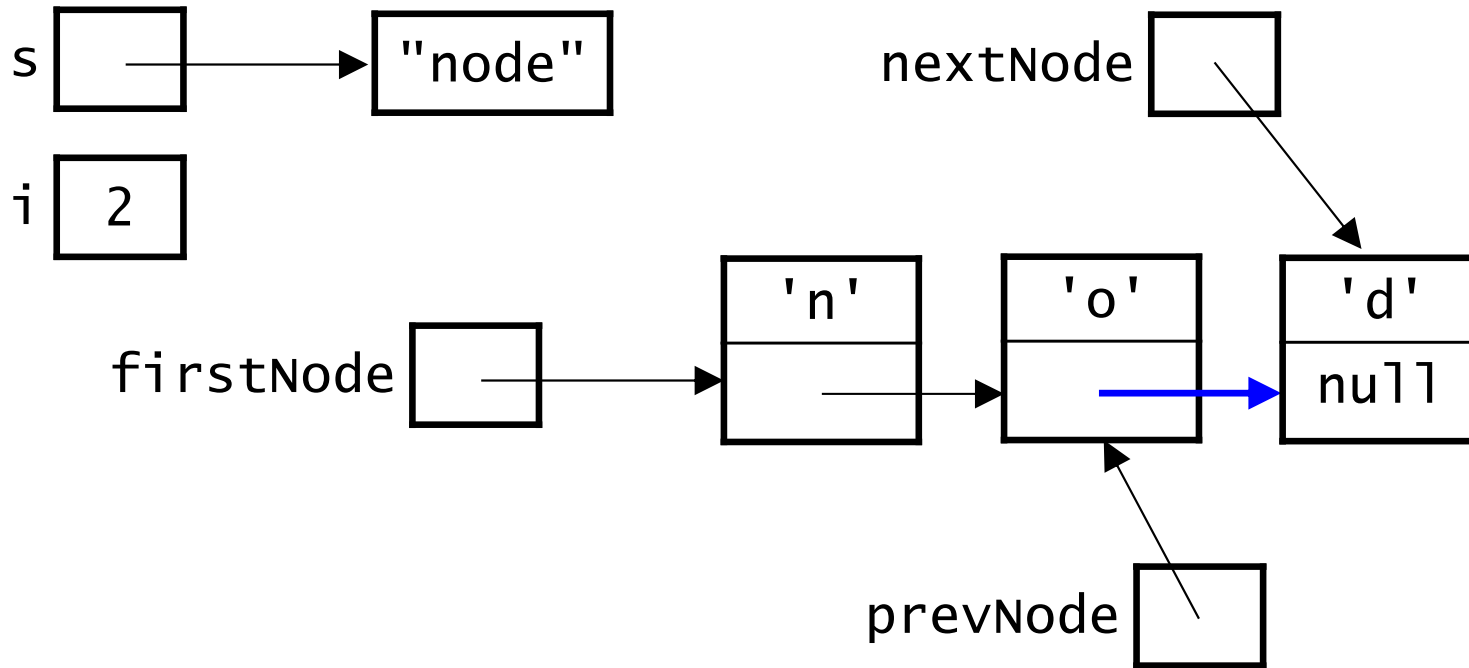 s
"node"
nextNode
i
2
'n'
'o'
'd'
firstNode
null
prevNode